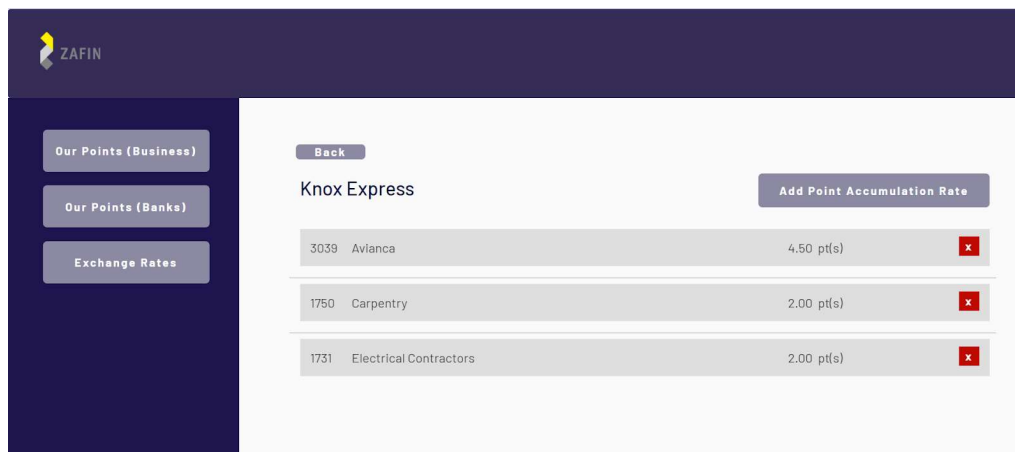 ZAFIN
Our Points (Business)
Our Points (Banks)
Exchange Rates
Back
Knox Express
Add Point Accumulation Rate
3039 Avianca 4.50 pt(s) x
1750 Carpentry 2.00 pt(s) x
1731 Electrical Contractors 2.00 pt(s) x